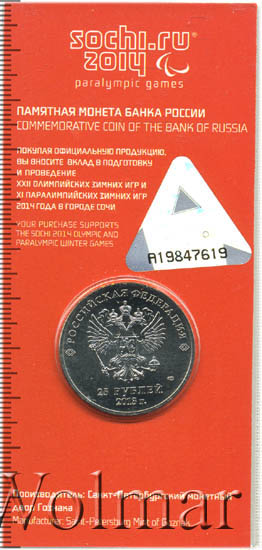 sochi.ru
2014
paralympic games
ПАМЯТНАЯ МОНЕТА БАНКА РОССИИ
COMMEMORATIVE COIN OF THE BANK OF RUSSIA
ПОКУПАЯ ОФИЦИАЛЬНУЮ ПРОДУКЦИЮ,
ВЫ ВНОСИТЕ ВКЛАД В ПОДГОТОВКУ
И ПРОВЕДЕНИЕ
XXII ОЛИМПИЙСКИХ ЗИМНИХ ИГР И
XI ПАРАЛИМПИЙСКИХ ЗИМНИХ ИГР
2014 ГОДА В ГОРОДЕ СОЧИ
YOUR PURCHASE SUPPORTS
THE SOCHI 2014 OLYMPIC AND
PARALYMPIC WINTER GAMES
A19847619
РОССИЙСКАЯ ФЕДЕРАЦИЯ
25 РУБЛЕЙ
2013 г.
Volmar
Производитель: Санкт-Петербургский монетный
двор Гознака
Manufacturer: Saint-Petersburg Mint of Goznak